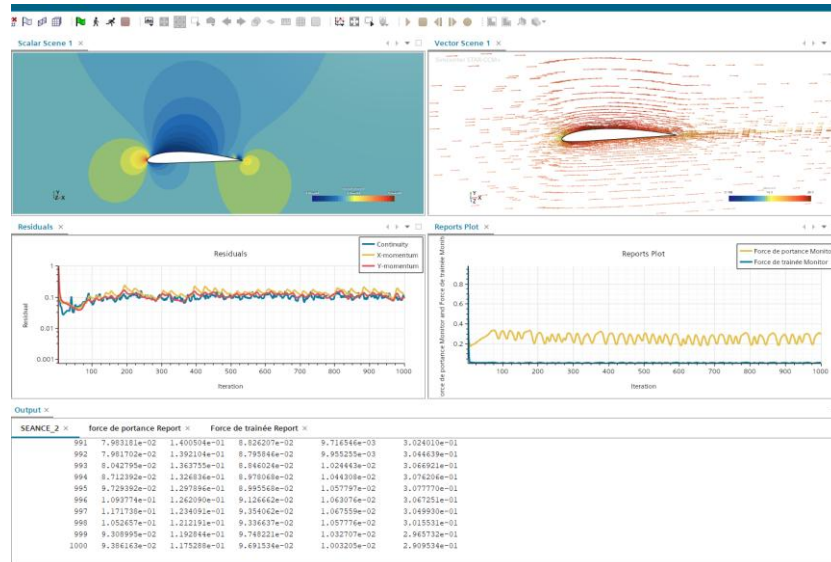 Scalar Scene 1 ×
Vector Scene 1 ×
Residuals ×
Residuals
Continuity
X-momentum
Y-momentum
Residual
1
0.1
0.01
0.001
100 200 300 400 500 600 700 800 900 1000
Iteration
Reports Plot ×
Reports Plot
Force de portance Monitor
Force de trainée Monitor
orce de portance Monitor and Force de trainée Monit
0.8
0.6
0.4
0.2
100 200 300 400 500 600 700 800 900 1000
Iteration
Output ×
SEANCE_2 × force de portance Report × Force de trainée Report ×
991 7.983181e-02 1.400504e-01 8.826207e-02 9.716546e-03 3.024010e-01
992 7.981702e-02 1.392104e-01 8.795846e-02 9.955255e-03 3.044639e-01
993 8.042795e-02 1.363755e-01 8.846024e-02 1.024443e-02 3.066921e-01
994 8.712392e-02 1.326836e-01 8.978068e-02 1.044308e-02 3.076206e-01
995 9.729392e-02 1.297896e-01 8.995568e-02 1.057797e-02 3.077770e-01
996 1.093774e-01 1.262090e-01 9.126662e-02 1.063076e-02 3.067251e-01
997 1.171738e-01 1.234091e-01 9.354062e-02 1.067559e-02 3.049930e-01
998 1.052657e-01 1.212191e-01 9.336637e-02 1.057776e-02 3.015531e-01
999 9.308995e-02 1.192844e-01 9.748221e-02 1.032707e-02 2.965732e-01
1000 9.386163e-02 1.175288e-01 9.691534e-02 1.003205e-02 2.909534e-01